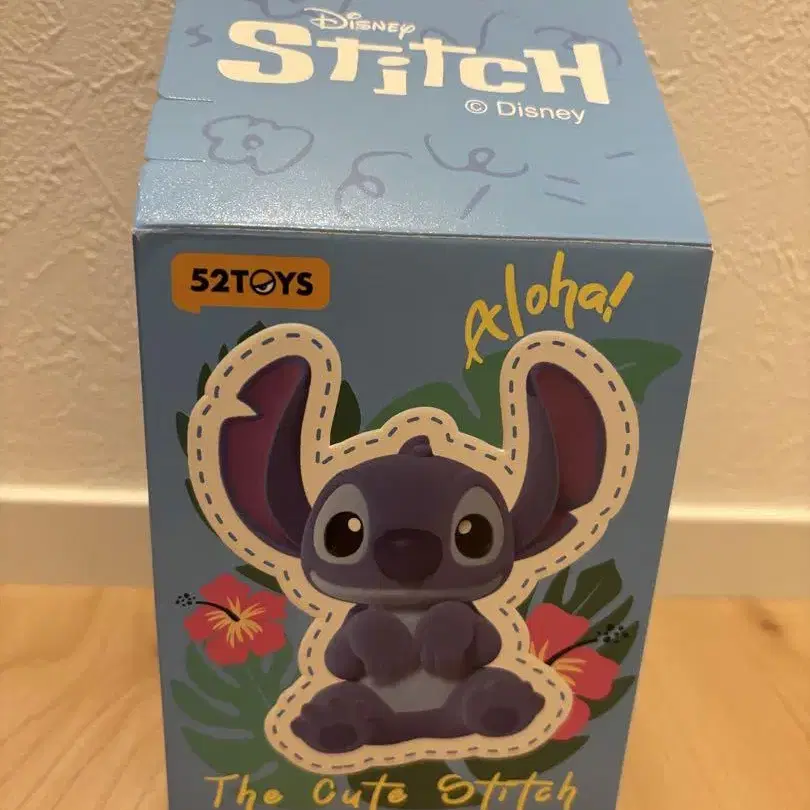 Disney
Stitch
© Disney
52TOYS
Aloha!
The Cute Stitch